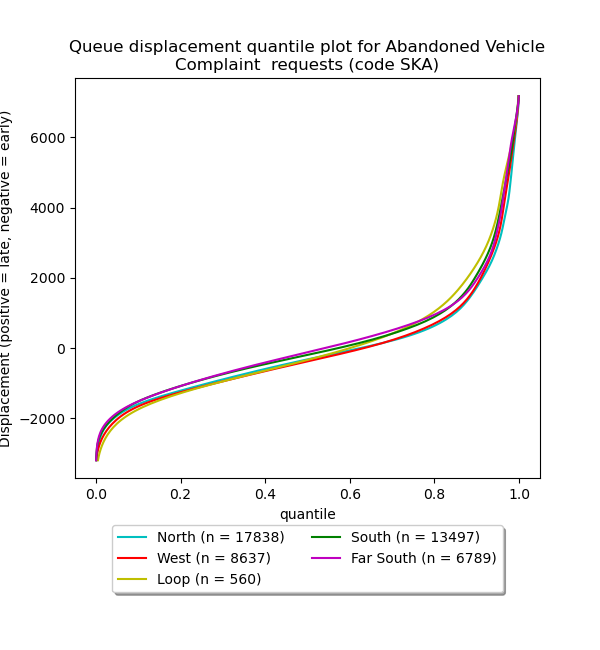 Queue displacement quantile plot for Abandoned Vehicle
Complaint  requests (code SKA)
Displacement (positive = late, negative = early)
6000
4000
2000
0
−2000
0.0 0.2 0.4 0.6 0.8 1.0
quantile
North (n = 17838) South (n = 13497)
West (n = 8637) Far South (n = 6789)
Loop (n = 560)